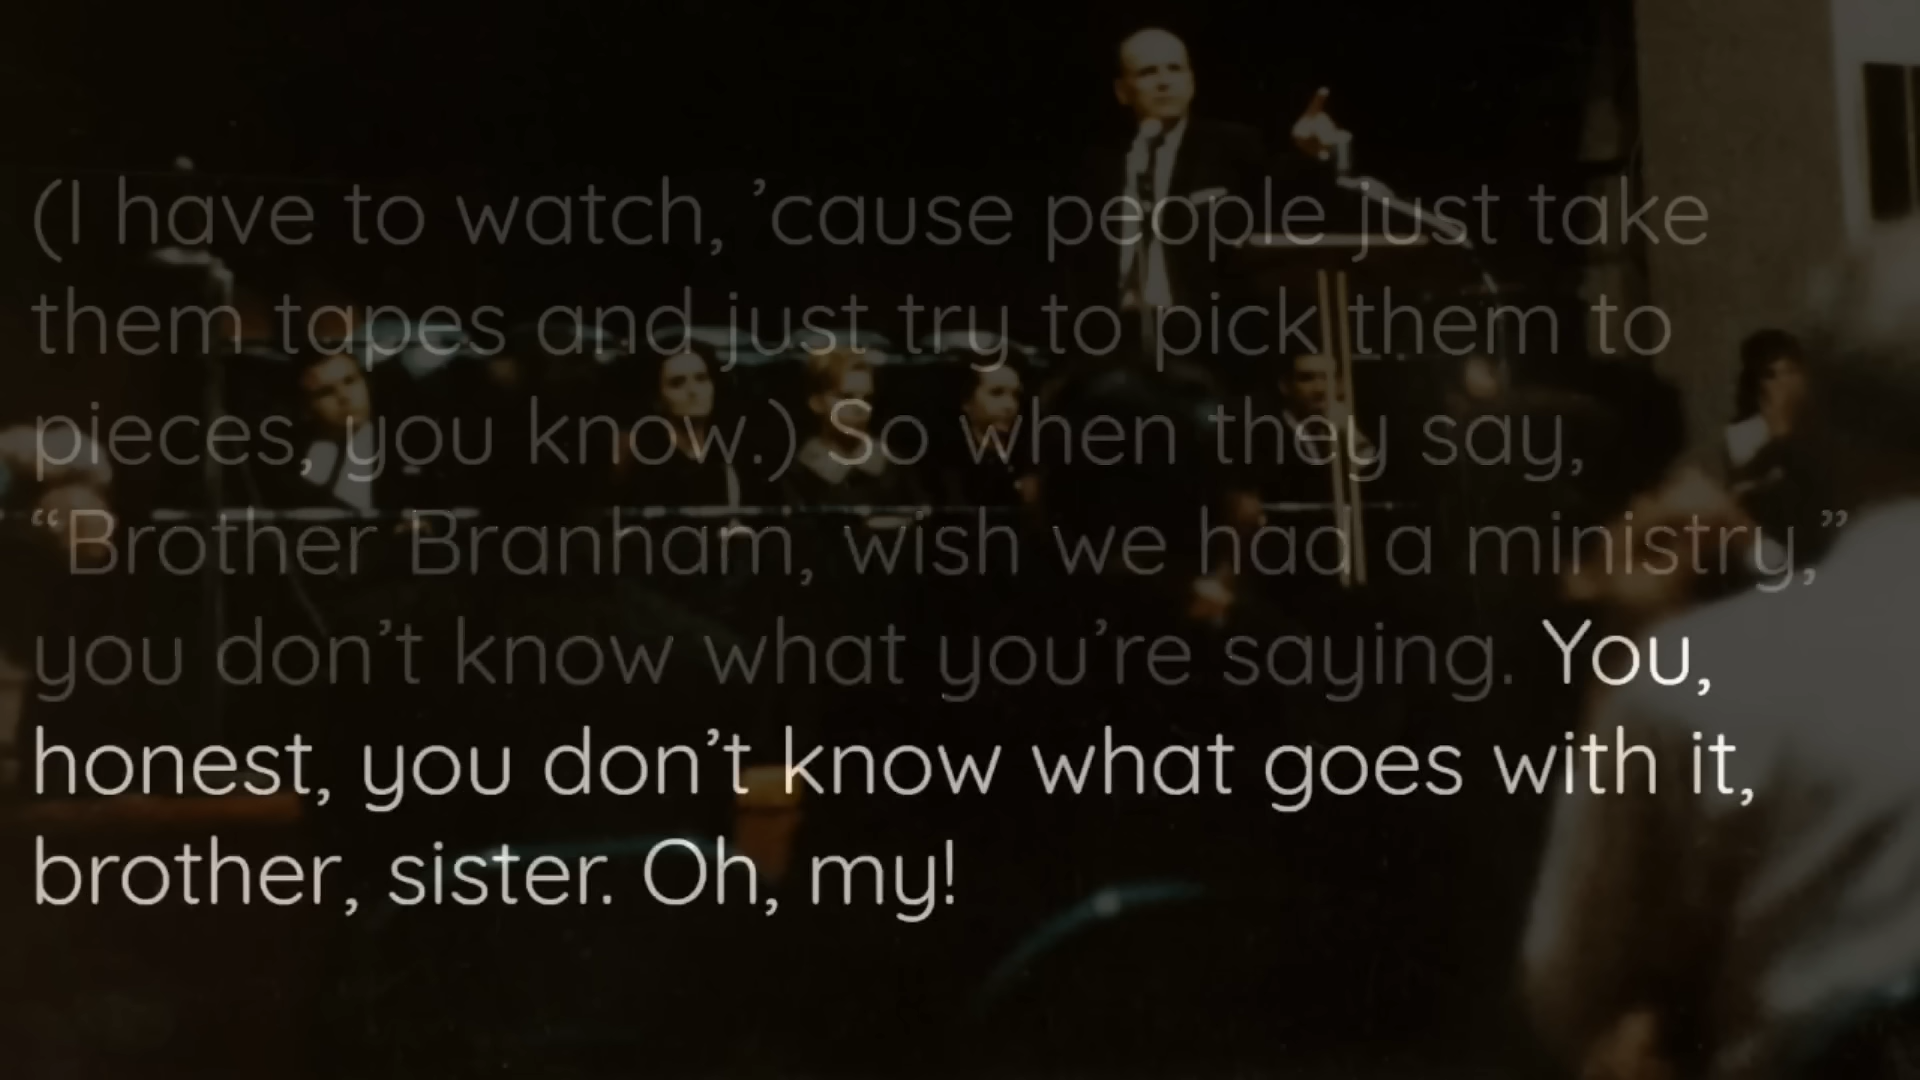 (I have to watch, ’cause people just take
them tapes and just try to pick them to
pieces, you know.) So when they say,
“Brother Branham, wish we had a ministry,”
you don’t know what you’re saying. You,
honest, you don’t know what goes with it,
brother, sister. Oh, my!